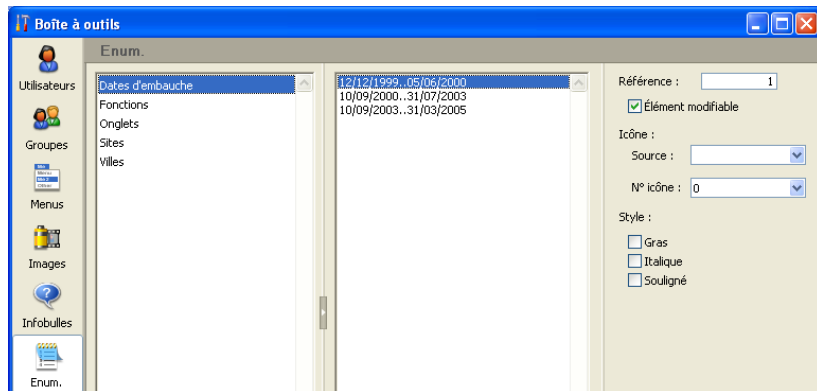 Boîte à outils
Enum.
Utilisateurs
Groupes
Menus
Images
Infobulles
Enum.
Dates d'embauche
Fonctions
Onglets
Sites
Villes
12/12/1999..05/06/2000
10/09/2000..31/07/2003
10/09/2003..31/03/2005
Référence : 1
Élément modifiable
Icône :
Source :
N° icône : 0
Style :
Gras
Italique
Souligné